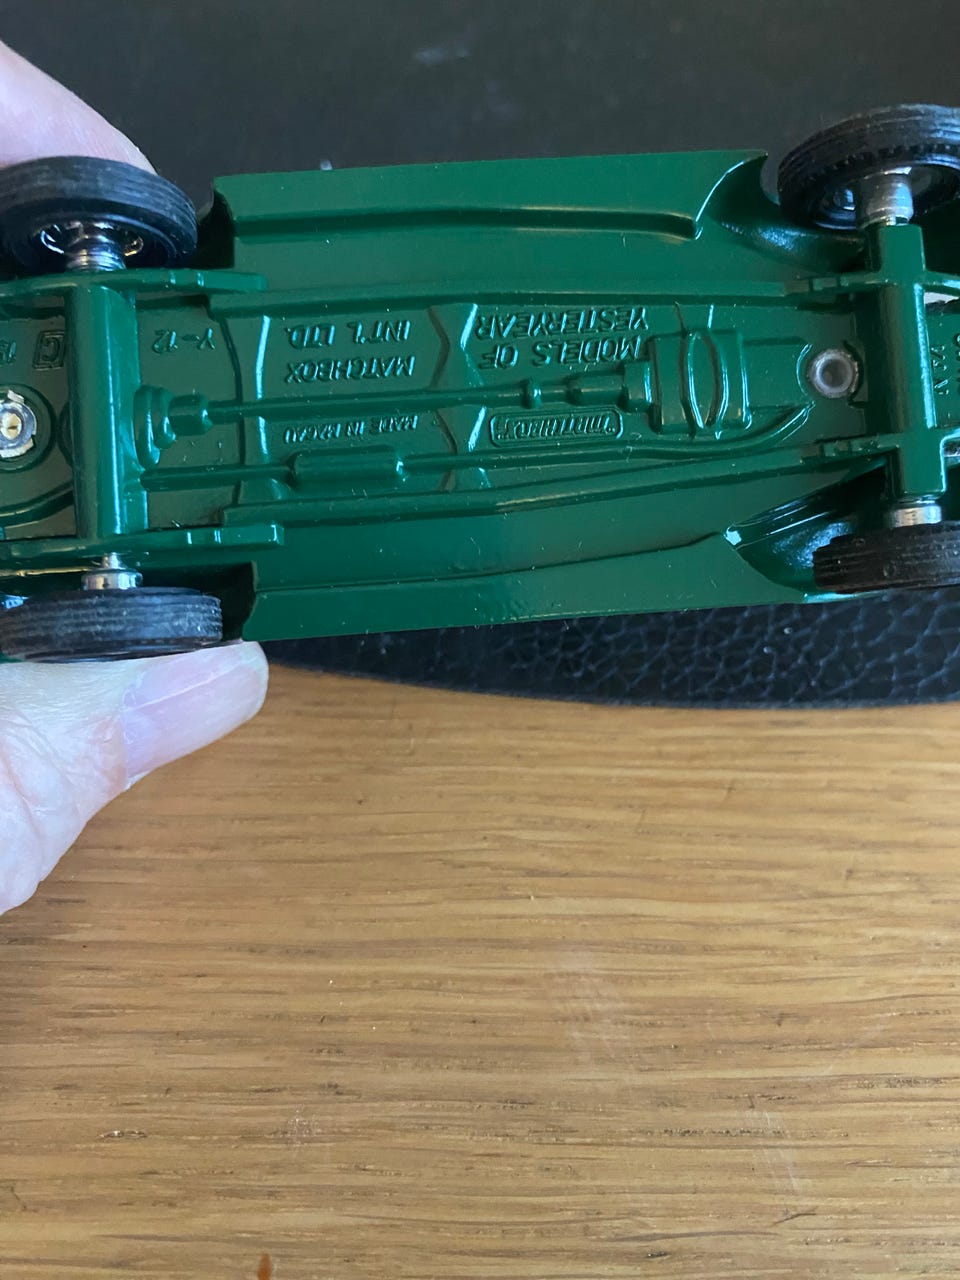 MODELS OF
YESTERYEAR
"MATCHBOX"
MATCHBOX
INT'L LTD.
MADE IN MACAU
Y-12